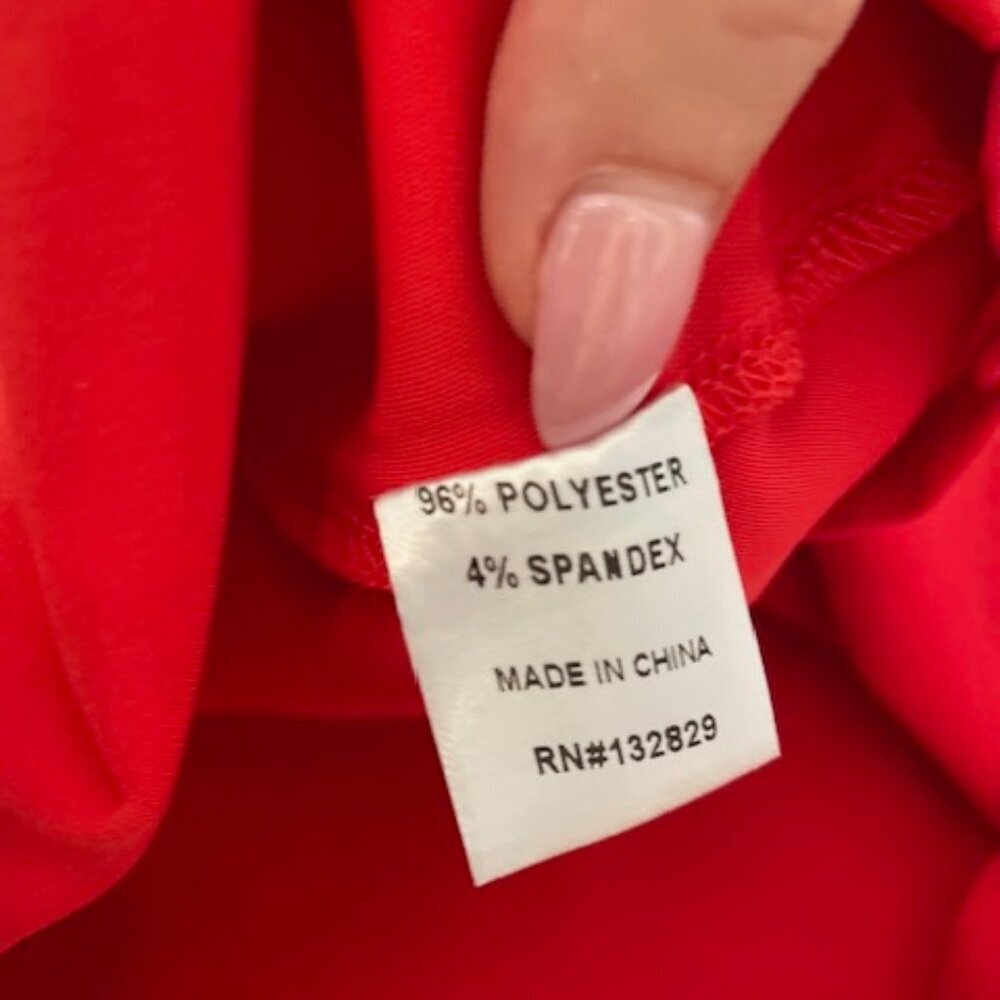 96% POLYESTER
4% SPANDEX
MADE IN CHINA
RN#132829